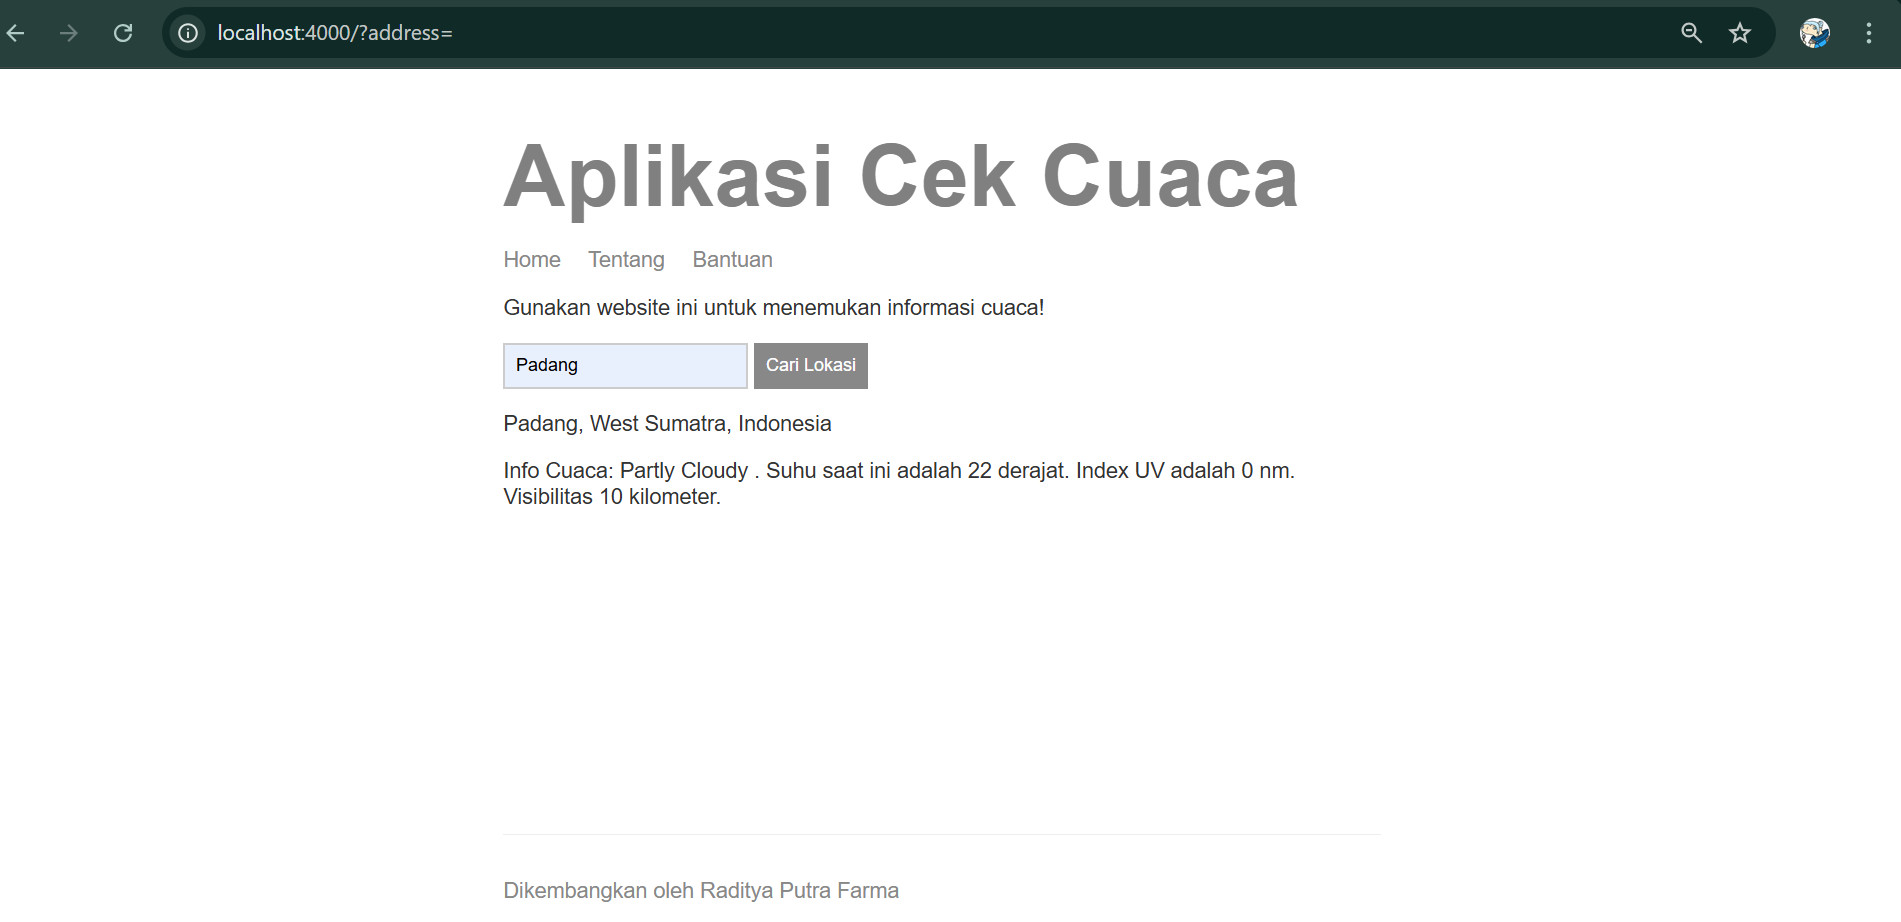 localhost:4000/?address=
Aplikasi Cek Cuaca
Home Tentang Bantuan
Gunakan website ini untuk menemukan informasi cuaca!
Padang Cari Lokasi
Padang, West Sumatra, Indonesia
Info Cuaca: Partly Cloudy . Suhu saat ini adalah 22 derajat. Index UV adalah 0 nm.
Visibilitas 10 kilometer.
Dikembangkan oleh Raditya Putra Farma